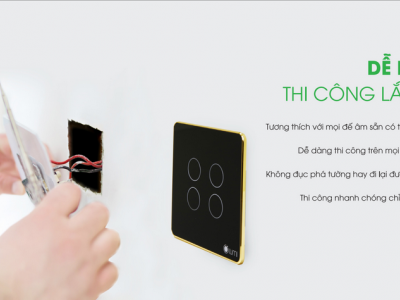 DỄ
THI CÔNG LẮ
Tương thích với mọi đế âm sẵn có t
Dễ dàng thi công trên mọi
Không đục phá tường hay đi lại đư
Thi công nhanh chóng chỉ